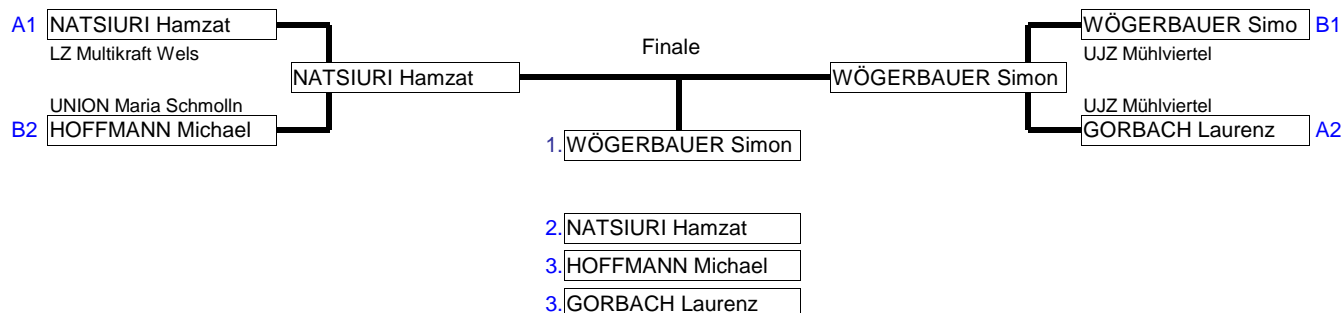 A1 NATSIURI Hamzat
LZ Multikraft Wels
NATSIURI Hamzat
UNION Maria Schmolln
B2 HOFFMANN Michael
Finale
WÖGERBAUER Simo B1
UJZ Mühlviertel
WÖGERBAUER Simon
UJZ Mühlviertel
GORBACH Laurenz A2
1. WÖGERBAUER Simon
2. NATSIURI Hamzat
3. HOFFMANN Michael
3. GORBACH Laurenz